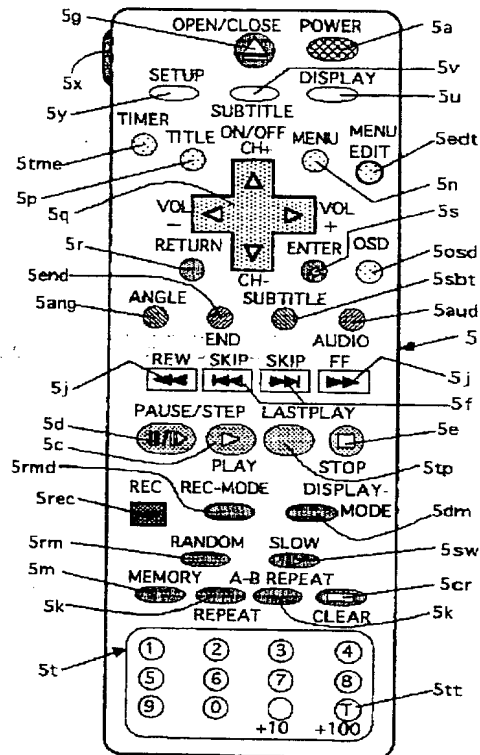 5g OPEN/CLOSE POWER 5a
5x
SETUP DISPLAY 5v
5y SUBTITLE 5u
TIMER ON/OFF MENU
TITLE CH+ MENU EDIT 5edt
5tme
5p 5n
5q VOL - VOL + 5s
5r RETURN ENTER OSD 5osd
5end CH- SUBTITLE 5sbt
5ang ANGLE 5aud
END AUDIO 5
REW SKIP SKIP FF
5j 5j
5f
5d PAUSE/STEP LASTPLAY
5c 5e
5rmd PLAY STOP 5tp
5rec REC REC-MODE DISPLAY-
MODE 5dm
5rm RANDOM SLOW 5sw
5m MEMORY A-B REPEAT 5cr
5k REPEAT CLEAR 5k
5t 1 2 3 4
5 6 7 8 5tt
9 0 T
+10 +100